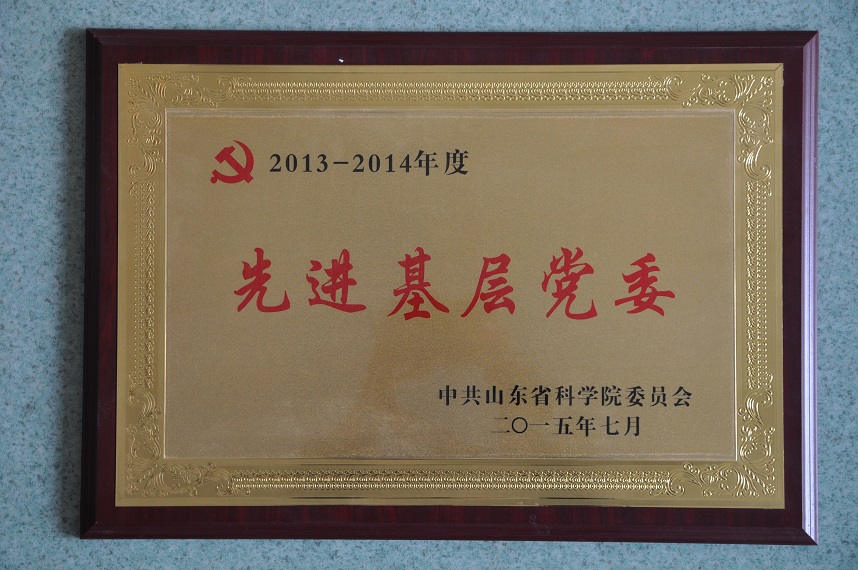 2013-2014年度
先进基层党委
中共山东省科学院委员会
二〇一五年七月